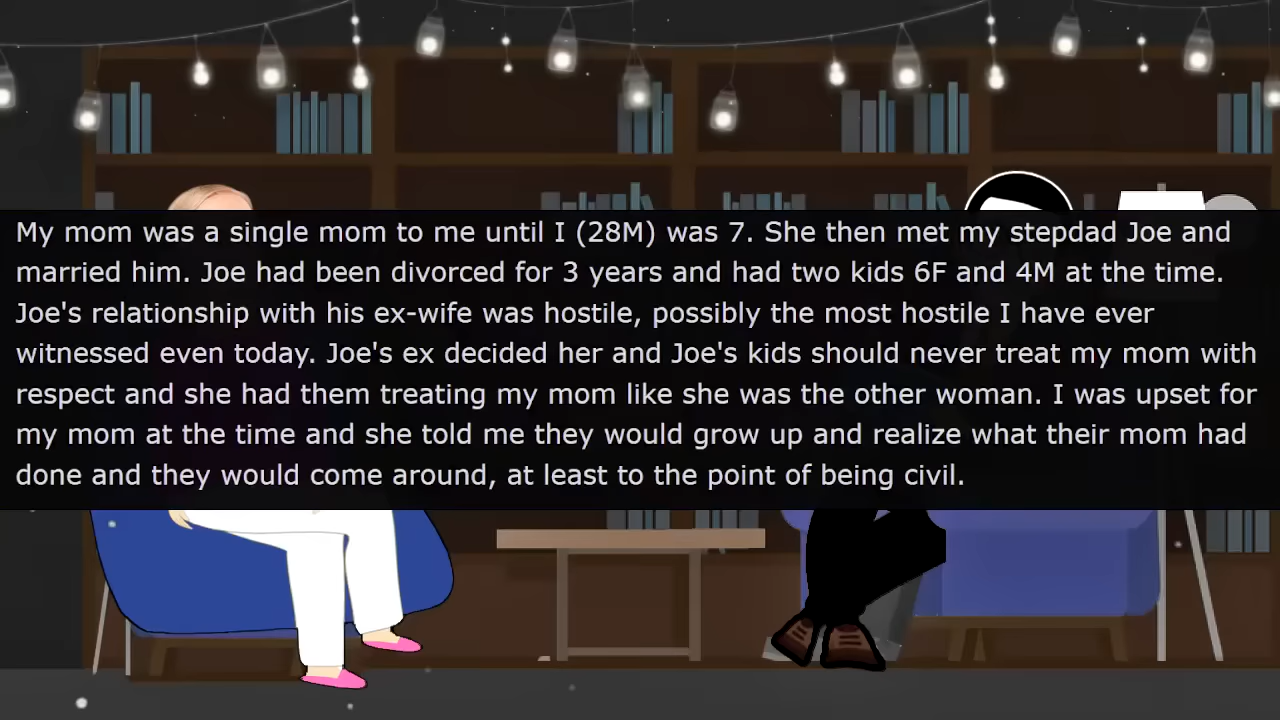 My mom was a single mom to me until I (28M) was 7. She then met my stepdad Joe and
married him. Joe had been divorced for 3 years and had two kids 6F and 4M at the time.
Joe's relationship with his ex-wife was hostile, possibly the most hostile I have ever
witnessed even today. Joe's ex decided her and Joe's kids should never treat my mom with
respect and she had them treating my mom like she was the other woman. I was upset for
my mom at the time and she told me they would grow up and realize what their mom had
done and they would come around, at least to the point of being civil.